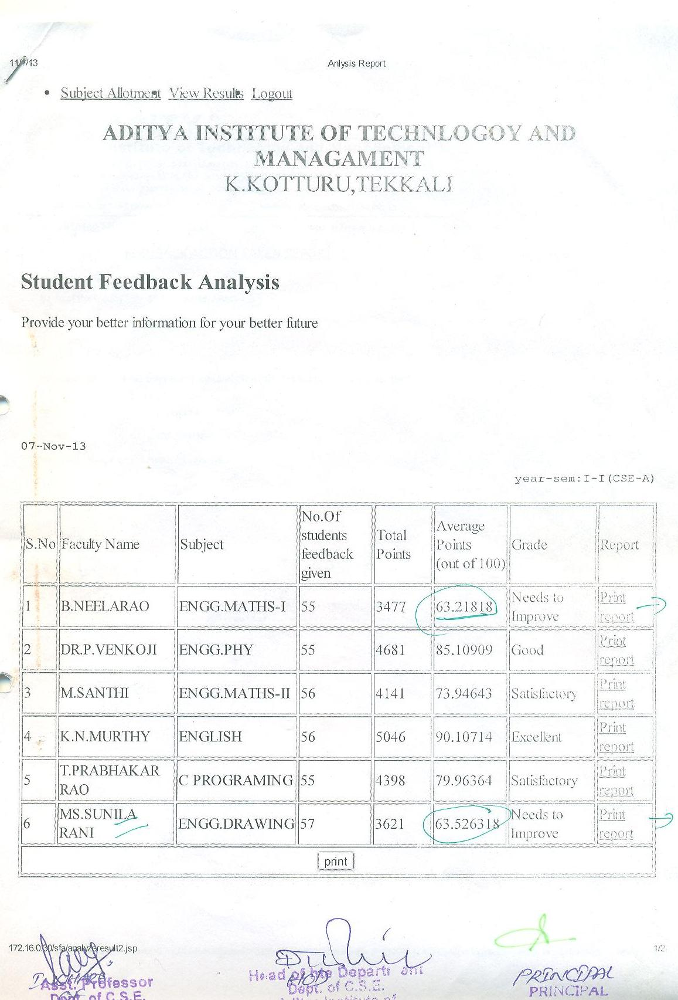 Anlysis Report
Subject Allotment View Results Logout
ADITYA INSTITUTE OF TECHNLOGOY AND
MANAGAMENT
K.KOTTURU,TEKKALI
Student Feedback Analysis
Provide your better information for your better future
07--Nov-13
year-sem:I-I(CSE-A)
S.No Faculty Name Subject No.Of students feedback given Total Points Average Points (out of 100) Grade Report
1 B.NEELARAO ENGG.MATHS-I 55 3477 63.21818 Needs to Improve Print report
2 DR.P.VENKOJI ENGG.PHY 55 4681 85.10909 Good Print report
3 M.SANTHI ENGG.MATHS-II 56 4141 73.94643 Satisfactory Print report
4 K.N.MURTHY ENGLISH 56 5046 90.10714 Excellent Print report
5 T.PRABHAKAR RAO C PROGRAMING 55 4398 79.96364 Satisfactory Print report
6 MS.SUNILA RANI ENGG.DRAWING 57 3621 63.526318 Needs to Improve Print report
print
172.16.0.30/sfa/analyzeresult2.jsp 1/2
Asst. Professor
Dept. of C.S.E.
Head of the Department
HOD
Dept. of C.S.E.
PRINCIPAL
PRINCIPAL